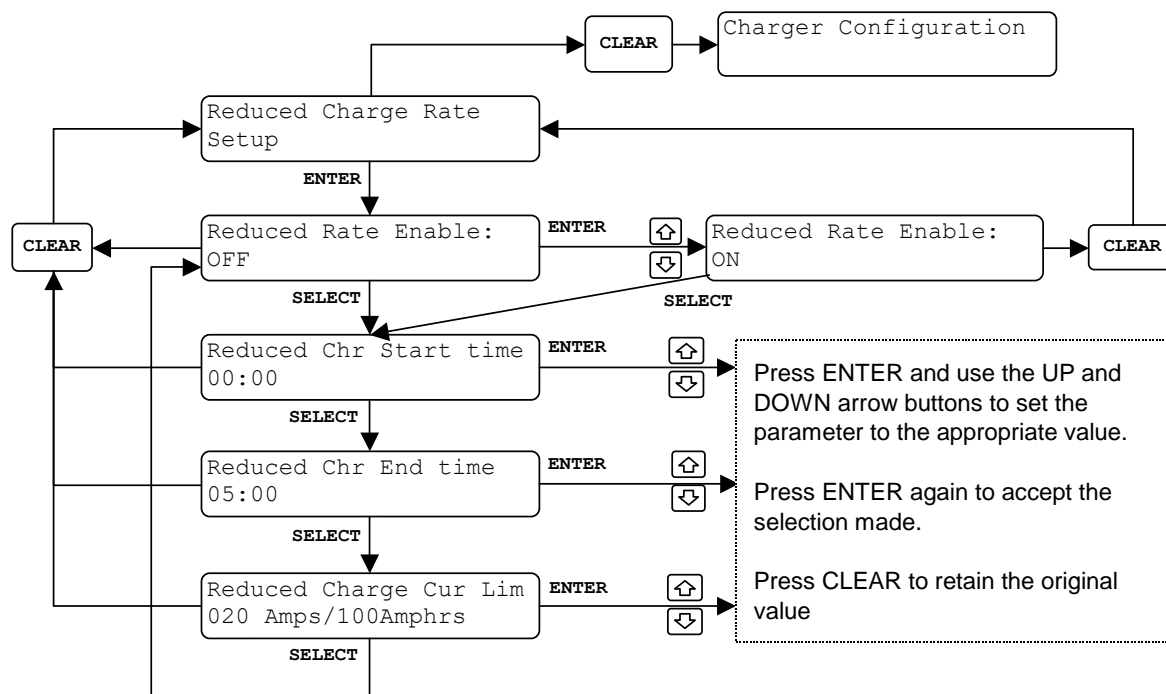 CLEAR
Charger Configuration
Reduced Charge Rate
Setup
ENTER
CLEAR
Reduced Rate Enable:
OFF
ENTER
Reduced Rate Enable:
ON
CLEAR
SELECT
SELECT
Reduced Chr Start time
00:00
ENTER
SELECT
Reduced Chr End time
05:00
ENTER
SELECT
Reduced Charge Cur Lim
020 Amps/100Amphrs
ENTER
SELECT
Press ENTER and use the UP and
DOWN arrow buttons to set the
parameter to the appropriate value.
Press ENTER again to accept the
selection made.
Press CLEAR to retain the original
value